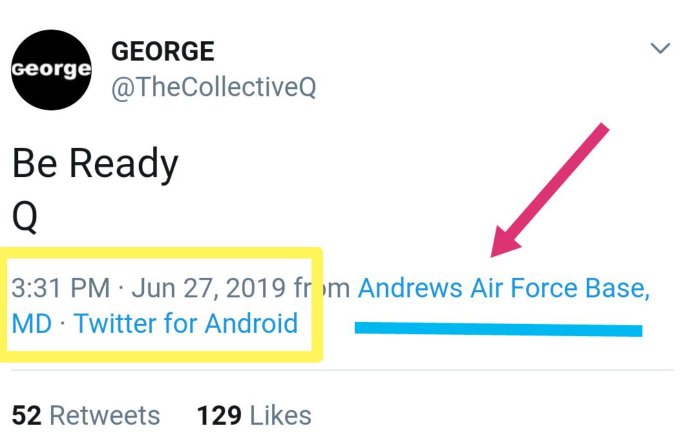 George
GEORGE
@TheCollectiveQ
Be Ready
Q
3:31 PM · Jun 27, 2019 from Andrews Air Force Base,
MD · Twitter for Android
52 Retweets 129 Likes